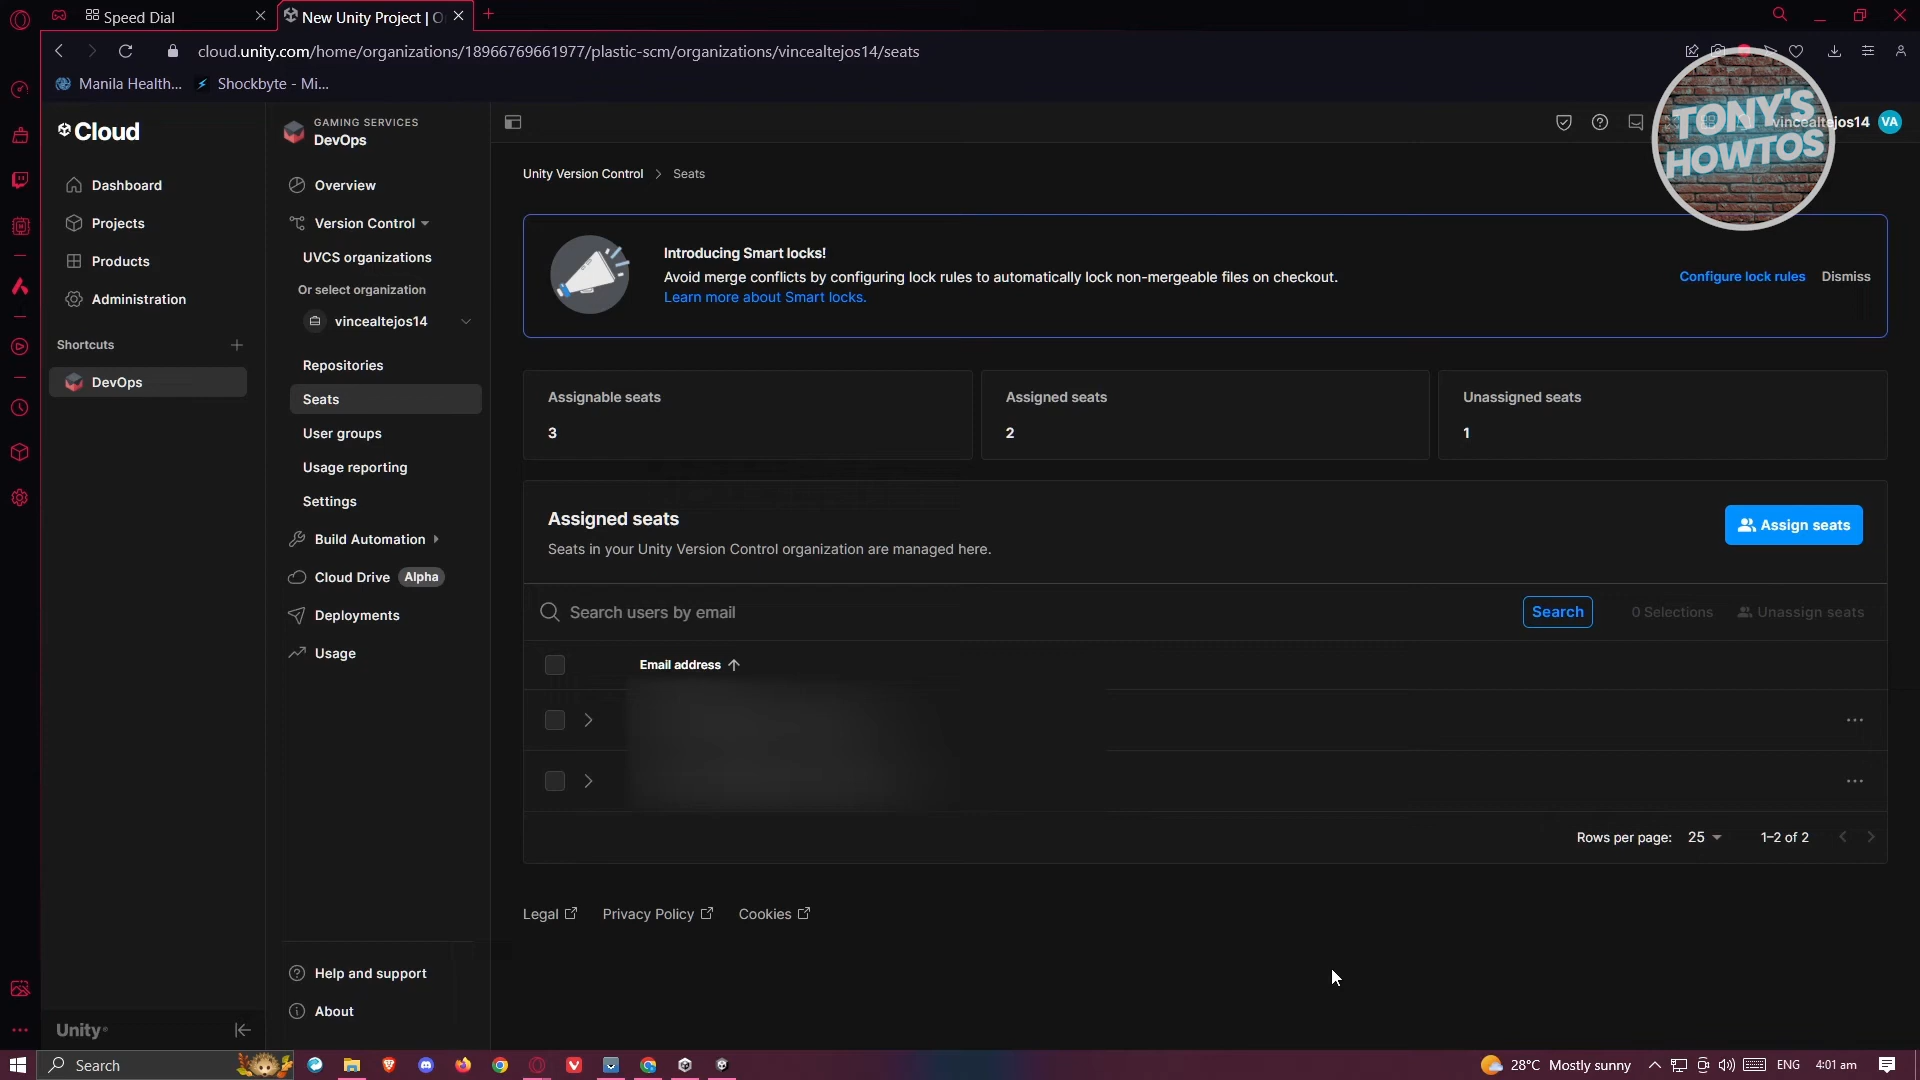 Speed Dial
New Unity Project | O
cloud.unity.com/home/organizations/18966769661977/plastic-scm/organizations/vincealtejos14/seats
Manila Health...
Shockbyte - Mi...
TONY'S
HOWTOS
Cloud
Dashboard
Projects
Products
Administration
Shortcuts
DevOps
Unity
GAMING SERVICES
DevOps
Overview
Version Control
UVCS organizations
Or select organization
vincealtejos14
Repositories
Seats
User groups
Usage reporting
Settings
Build Automation
Cloud Drive Alpha
Deployments
Usage
Help and support
About
vincealtejos14 VA
Unity Version Control > Seats
Introducing Smart locks!
Avoid merge conflicts by configuring lock rules to automatically lock non-mergeable files on checkout.
Learn more about Smart locks.
Configure lock rules Dismiss
Assignable seats
3
Assigned seats
2
Unassigned seats
1
Assigned seats
Seats in your Unity Version Control organization are managed here.
Assign seats
Search users by email
Search
0 Selections
Unassign seats
Email address
Rows per page: 25 1–2 of 2
Legal
Privacy Policy
Cookies
Search
28°C Mostly sunny
ENG
4:01 am